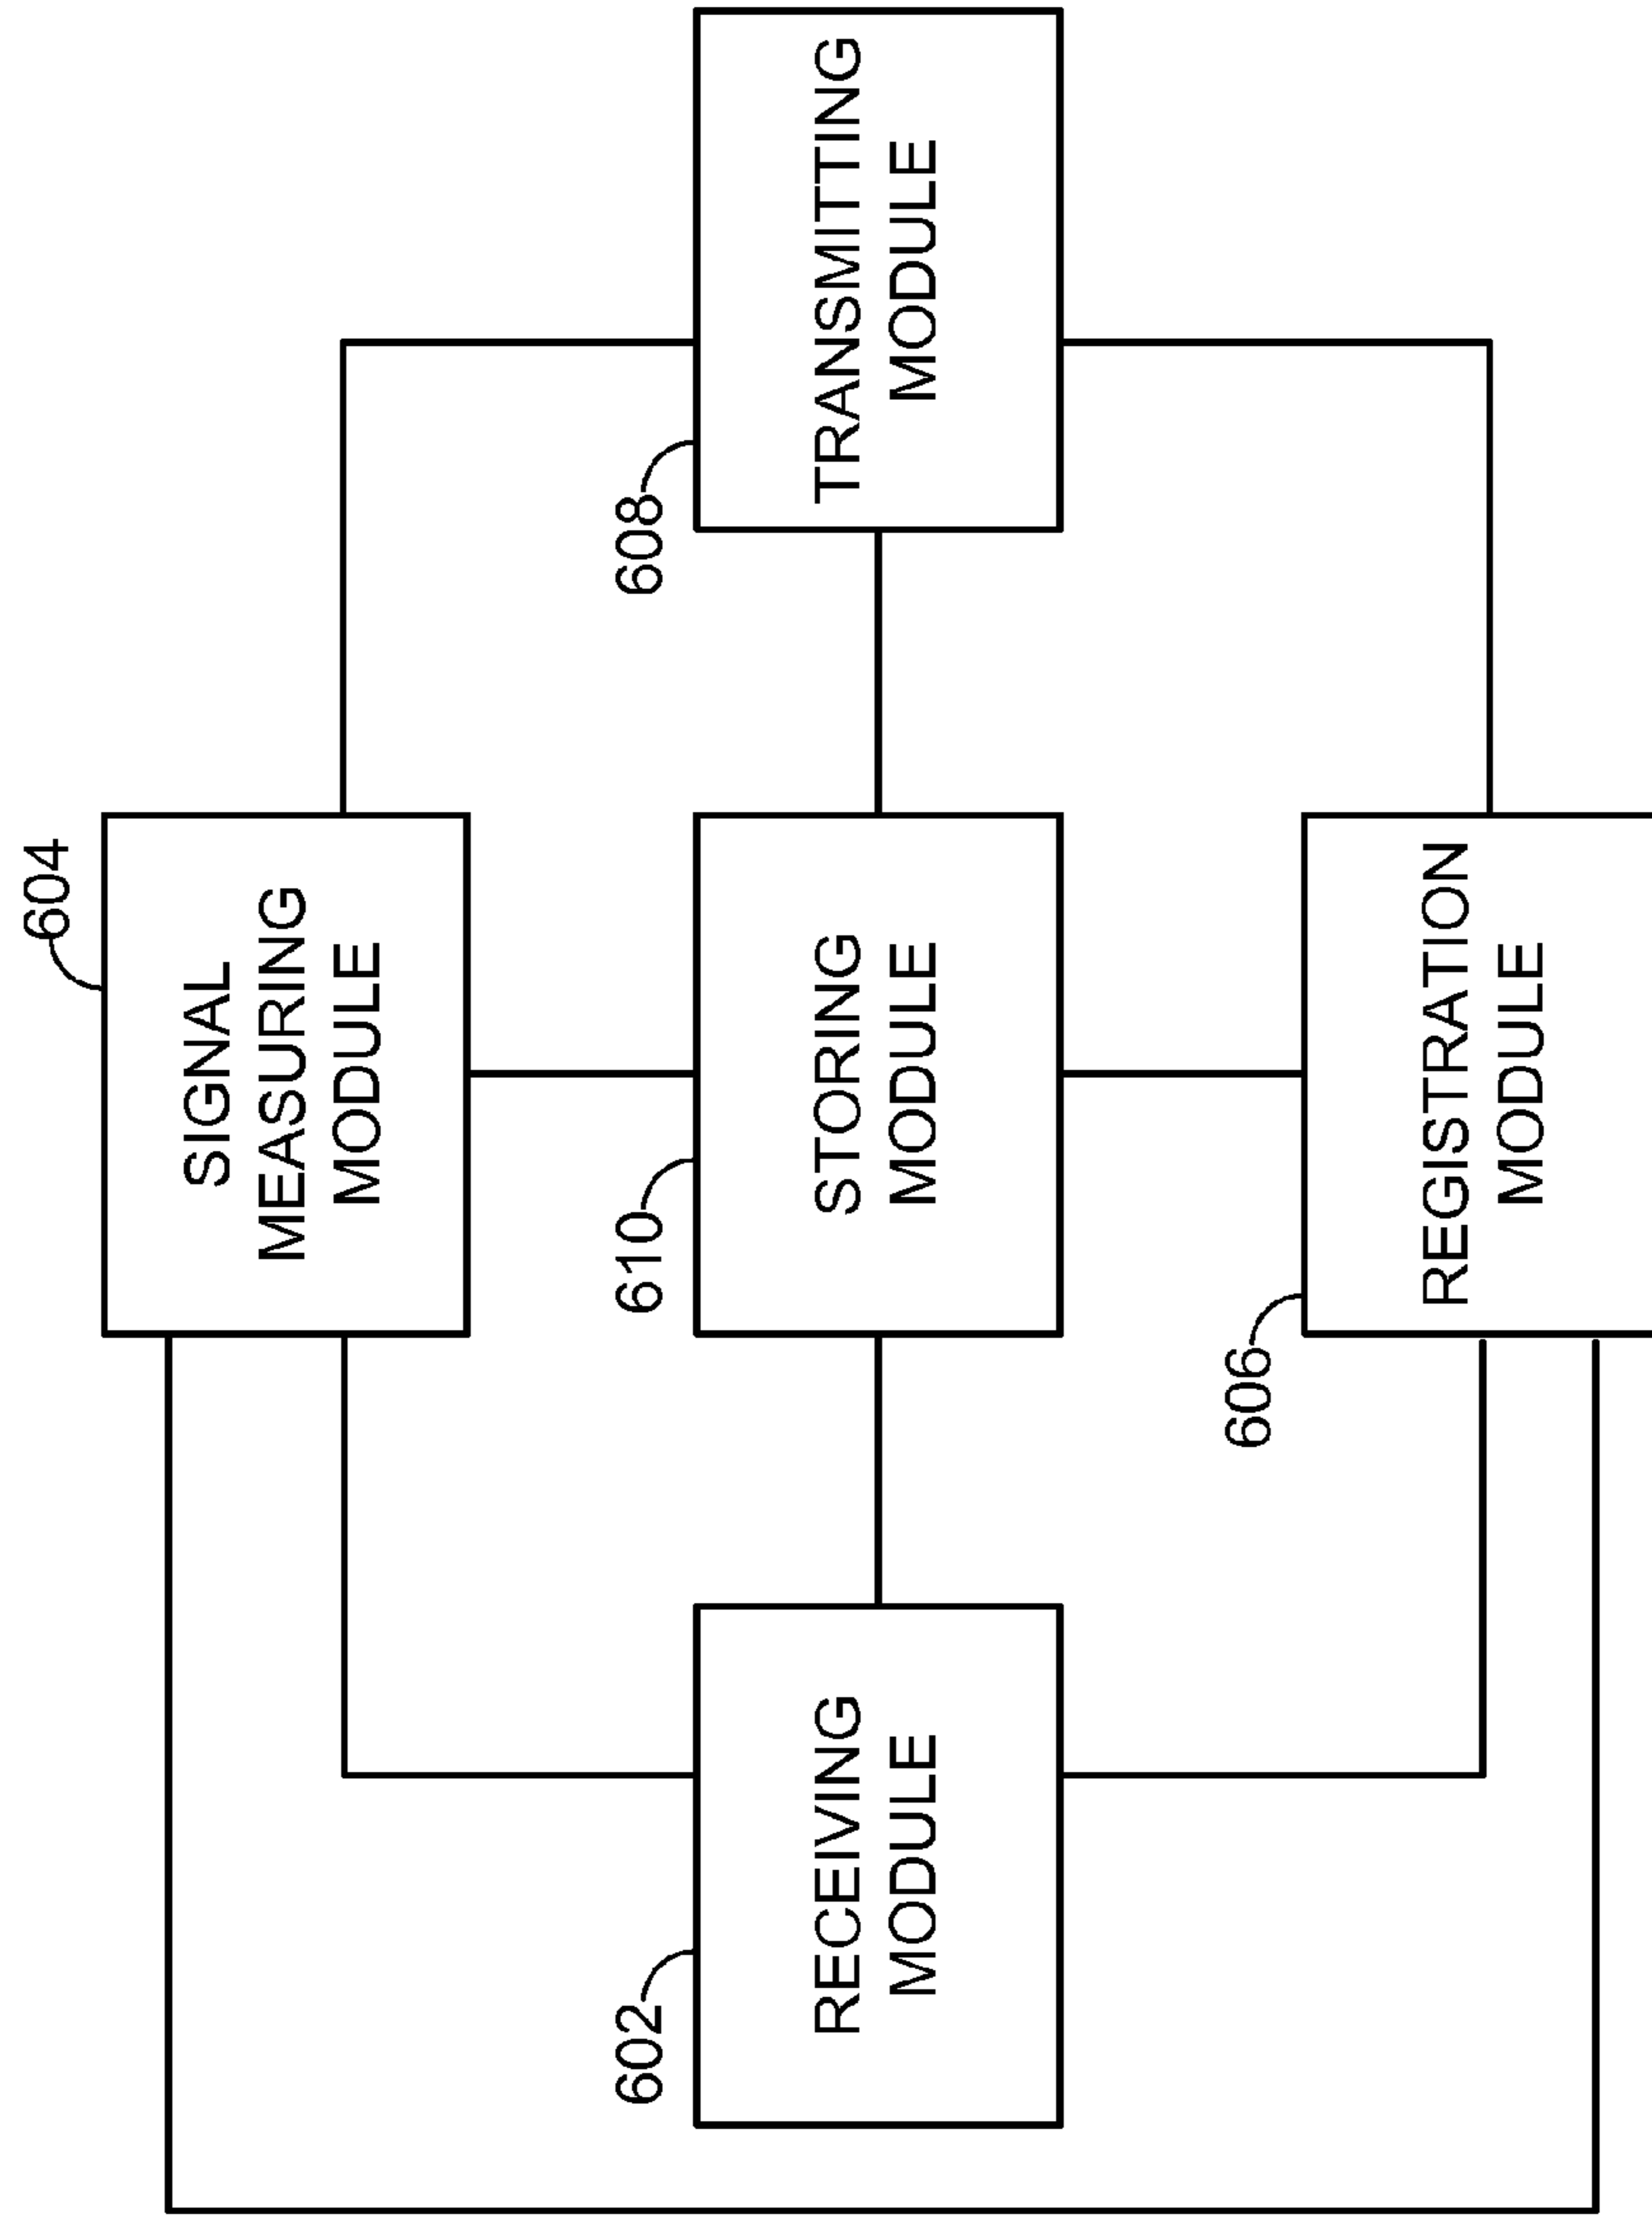 604
SIGNAL
MEASURING
MODULE
602
RECEIVING
MODULE
610
STORING
MODULE
608
TRANSMITTING
MODULE
606
REGISTRATION
MODULE